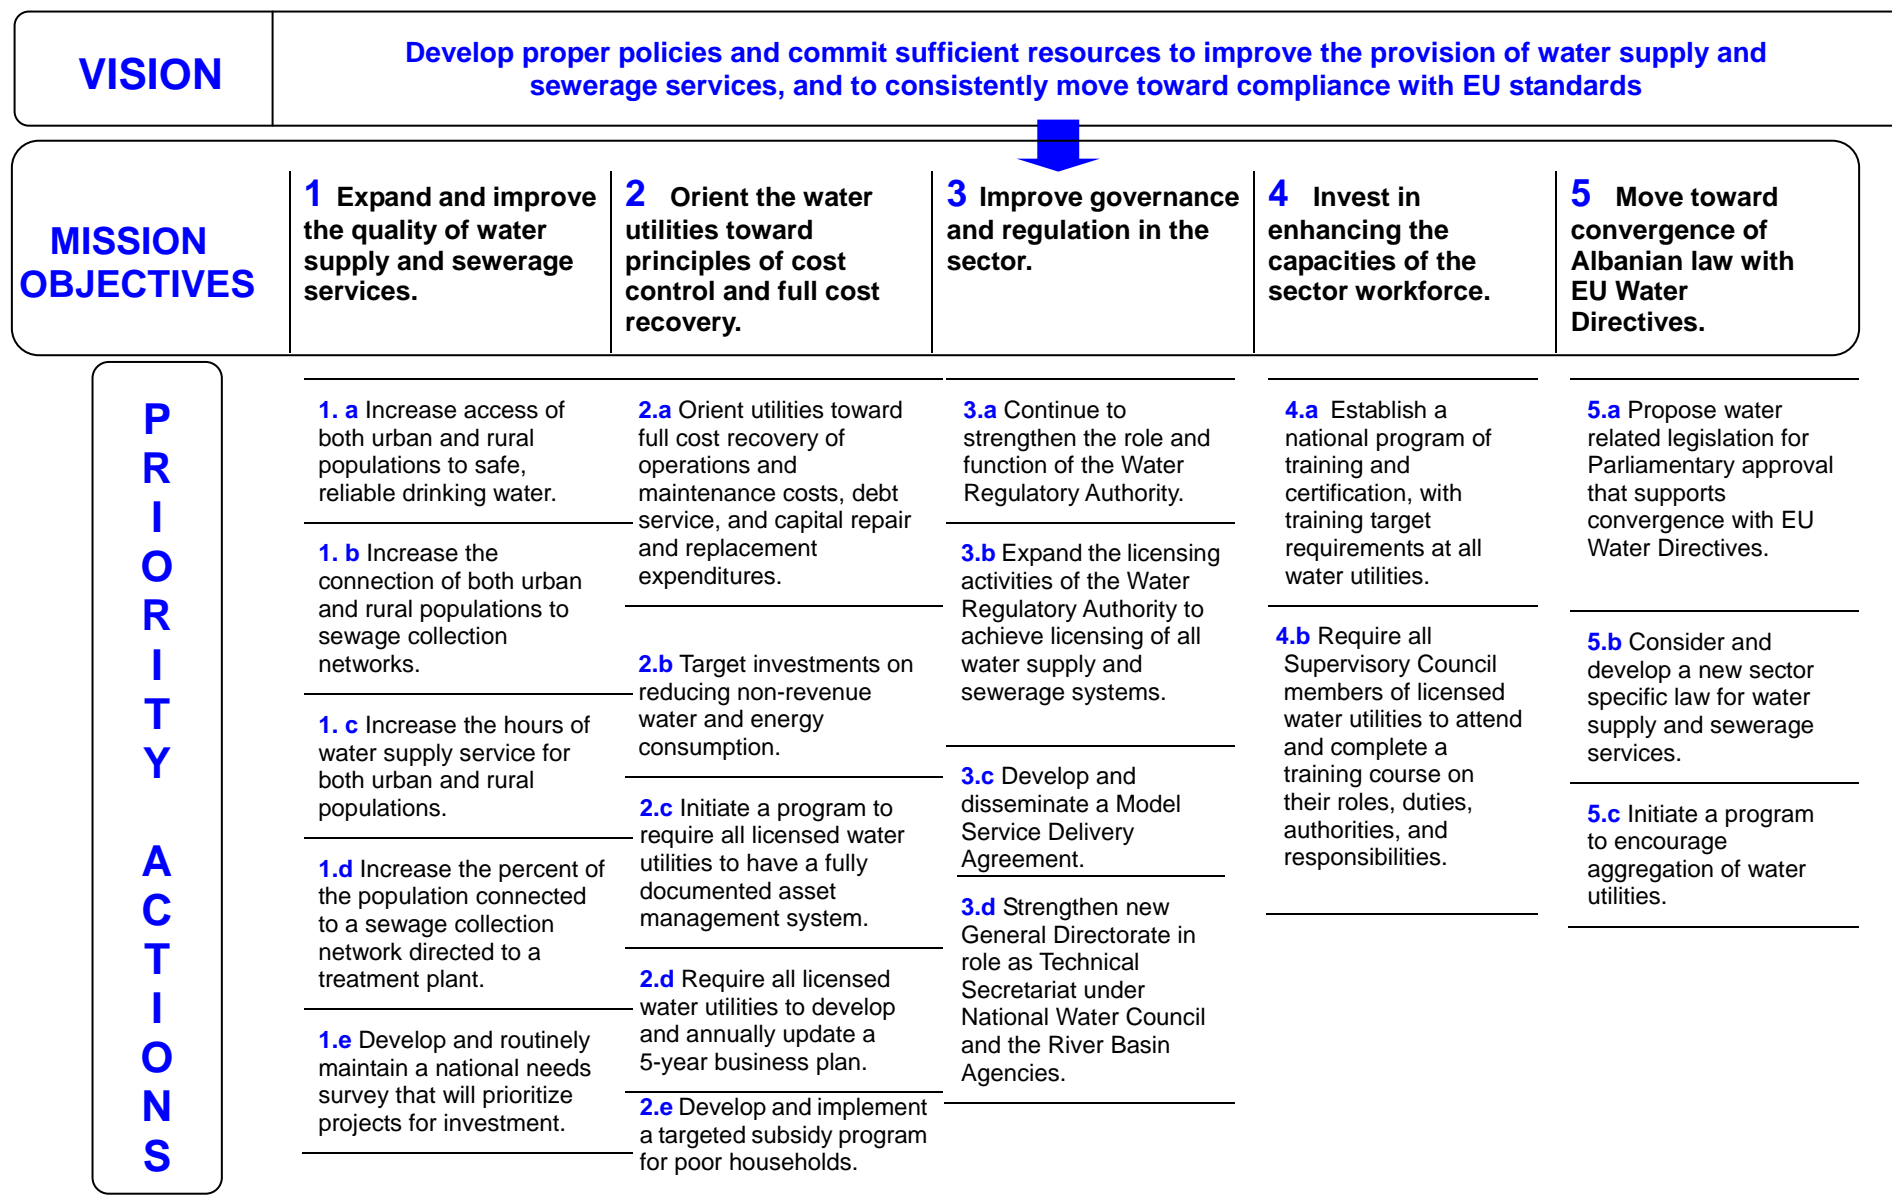 VISION
Develop proper policies and commit sufficient resources to improve the provision of water supply and
sewerage services, and to consistently move toward compliance with EU standards
MISSION
OBJECTIVES
1 Expand and improve
the quality of water
supply and sewerage
services.
2 Orient the water
utilities toward
principles of cost
control and full cost
recovery.
3 Improve governance
and regulation in the
sector.
4 Invest in
enhancing the
capacities of the
sector workforce.
5 Move toward
convergence of
Albanian law with
EU Water
Directives.
P
R
I
O
R
I
T
Y
A
C
T
I
O
N
S
1. a Increase access of
both urban and rural
populations to safe,
reliable drinking water.
1. b Increase the
connection of both urban
and rural populations to
sewage collection
networks.
1. c Increase the hours of
water supply service for
both urban and rural
populations.
1.d Increase the percent of
the population connected
to a sewage collection
network directed to a
treatment plant.
1.e Develop and routinely
maintain a national needs
survey that will prioritize
projects for investment.
2.a Orient utilities toward
full cost recovery of
operations and
maintenance costs, debt
service, and capital repair
and replacement
expenditures.
2.b Target investments on
reducing non-revenue
water and energy
consumption.
2.c Initiate a program to
require all licensed water
utilities to have a fully
documented asset
management system.
2.d Require all licensed
water utilities to develop
and annually update a
5-year business plan.
2.e Develop and implement
a targeted subsidy program
for poor households.
3.a Continue to
strengthen the role and
function of the Water
Regulatory Authority.
3.b Expand the licensing
activities of the Water
Regulatory Authority to
achieve licensing of all
water supply and
sewerage systems.
3.c Develop and
disseminate a Model
Service Delivery
Agreement.
3.d Strengthen new
General Directorate in
role as Technical
Secretariat under
National Water Council
and the River Basin
Agencies.
4.a Establish a
national program of
training and
certification, with
training target
requirements at all
water utilities.
4.b Require all
Supervisory Council
members of licensed
water utilities to attend
and complete a
training course on
their roles, duties,
authorities, and
responsibilities.
5.a Propose water
related legislation for
Parliamentary approval
that supports
convergence with EU
Water Directives.
5.b Consider and
develop a new sector
specific law for water
supply and sewerage
services.
5.c Initiate a program
to encourage
aggregation of water
utilities.